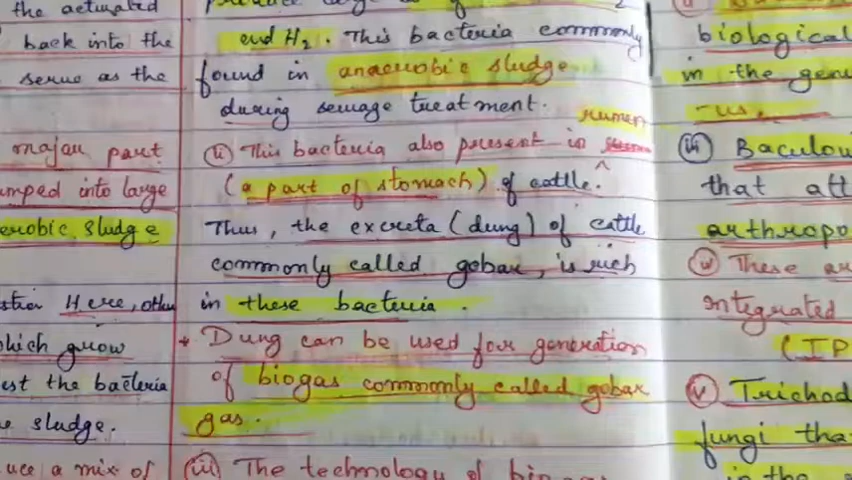 the activated
back into the
serve as the
major part
umped into large
aerobic sludge
Here, other
which grow
est the bacteria
e sludge.
uce a mix of
and H₂. This bacteria commonly
found in anaerobic sludge
during sewage treatment.
rumen
(ii) This bacteria also present in ^
(a part of stomach) of cattle.
Thus, the excreta (dung) of cattle
commonly called gobar, is rich
in these bacteria.
* Dung can be used for generation
of biogas commonly called gobar
gas.
(iii) The technology of
biological
in the genu
-us.
(iii) Baculov
that att
arthropo
(iv) These ar
integrated
(IP
(v) Trichod
fungi tha
in the